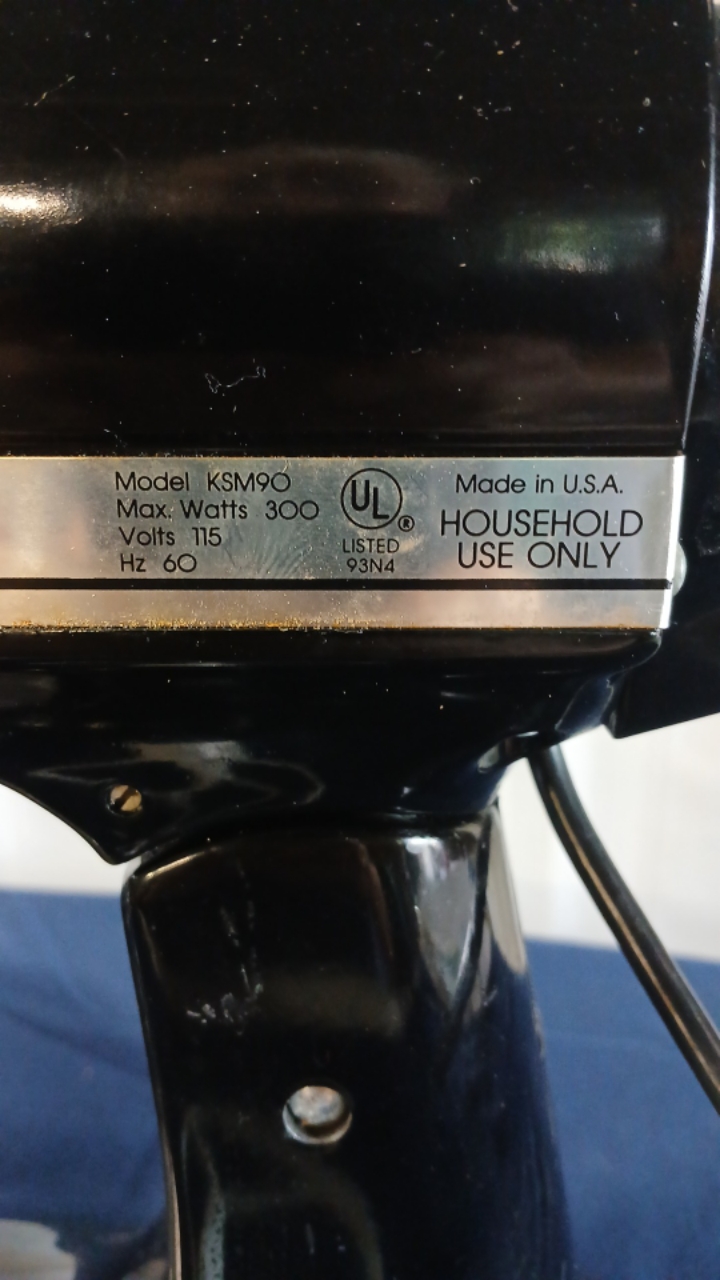 Model KSM90
Max. Watts 300
Volts 115
Hz 60
UL®
LISTED
93N4
Made in U.S.A.
HOUSEHOLD
USE ONLY